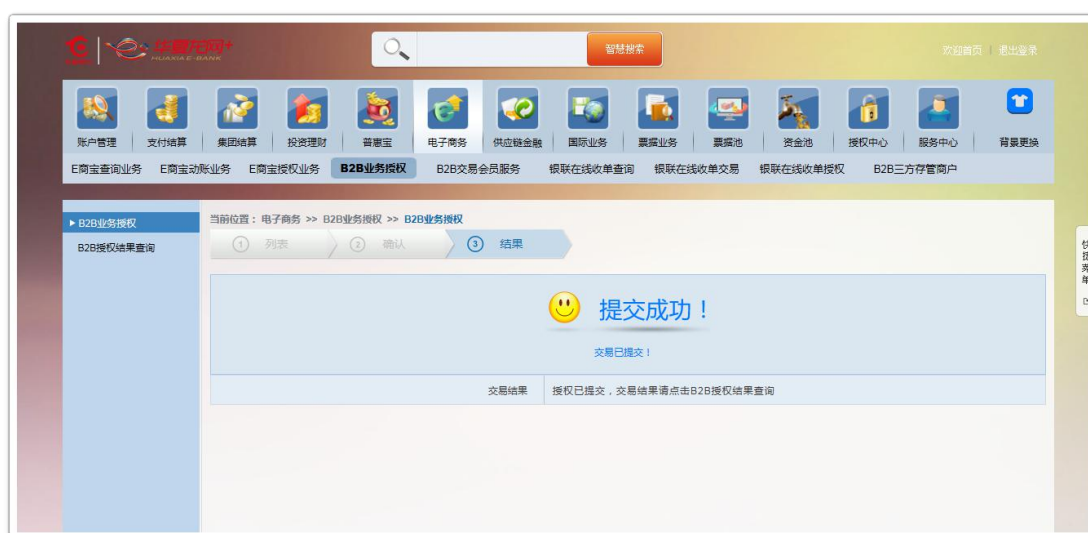 华夏龙网+
HUAXIA E-BANK
智慧搜索
欢迎首页 | 退出登录
账户管理 支付结算 集团结算 投资理财 普惠宝 电子商务 供应链金融 国际业务 票据业务 票据池 资金池 授权中心 服务中心 背景更换
E商宝查询业务 E商宝动账业务 E商宝授权业务 B2B业务授权 B2B交易会员服务 银联在线收单查询 银联在线收单交易 银联在线收单授权 B2B三方存管商户
B2B业务授权
B2B授权结果查询
当前位置：电子商务 >> B2B业务授权 >> B2B业务授权
1 列表 2 确认 3 结果
提交成功！
交易已提交！
交易结果 授权已提交，交易结果请点击B2B授权结果查询